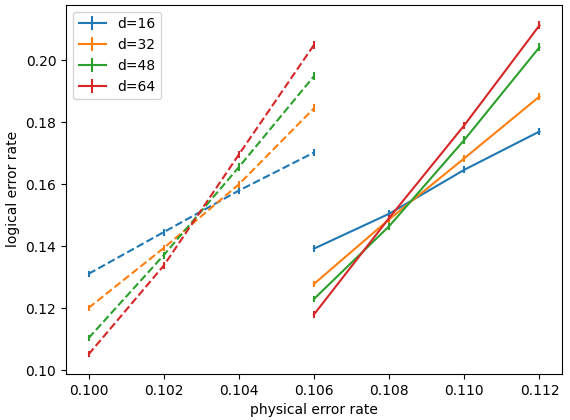 d=16
d=32
d=48
d=64
0.20
0.18
0.16
0.14
0.12
0.10
logical error rate
0.100 0.102 0.104 0.106 0.108 0.110 0.112
physical error rate